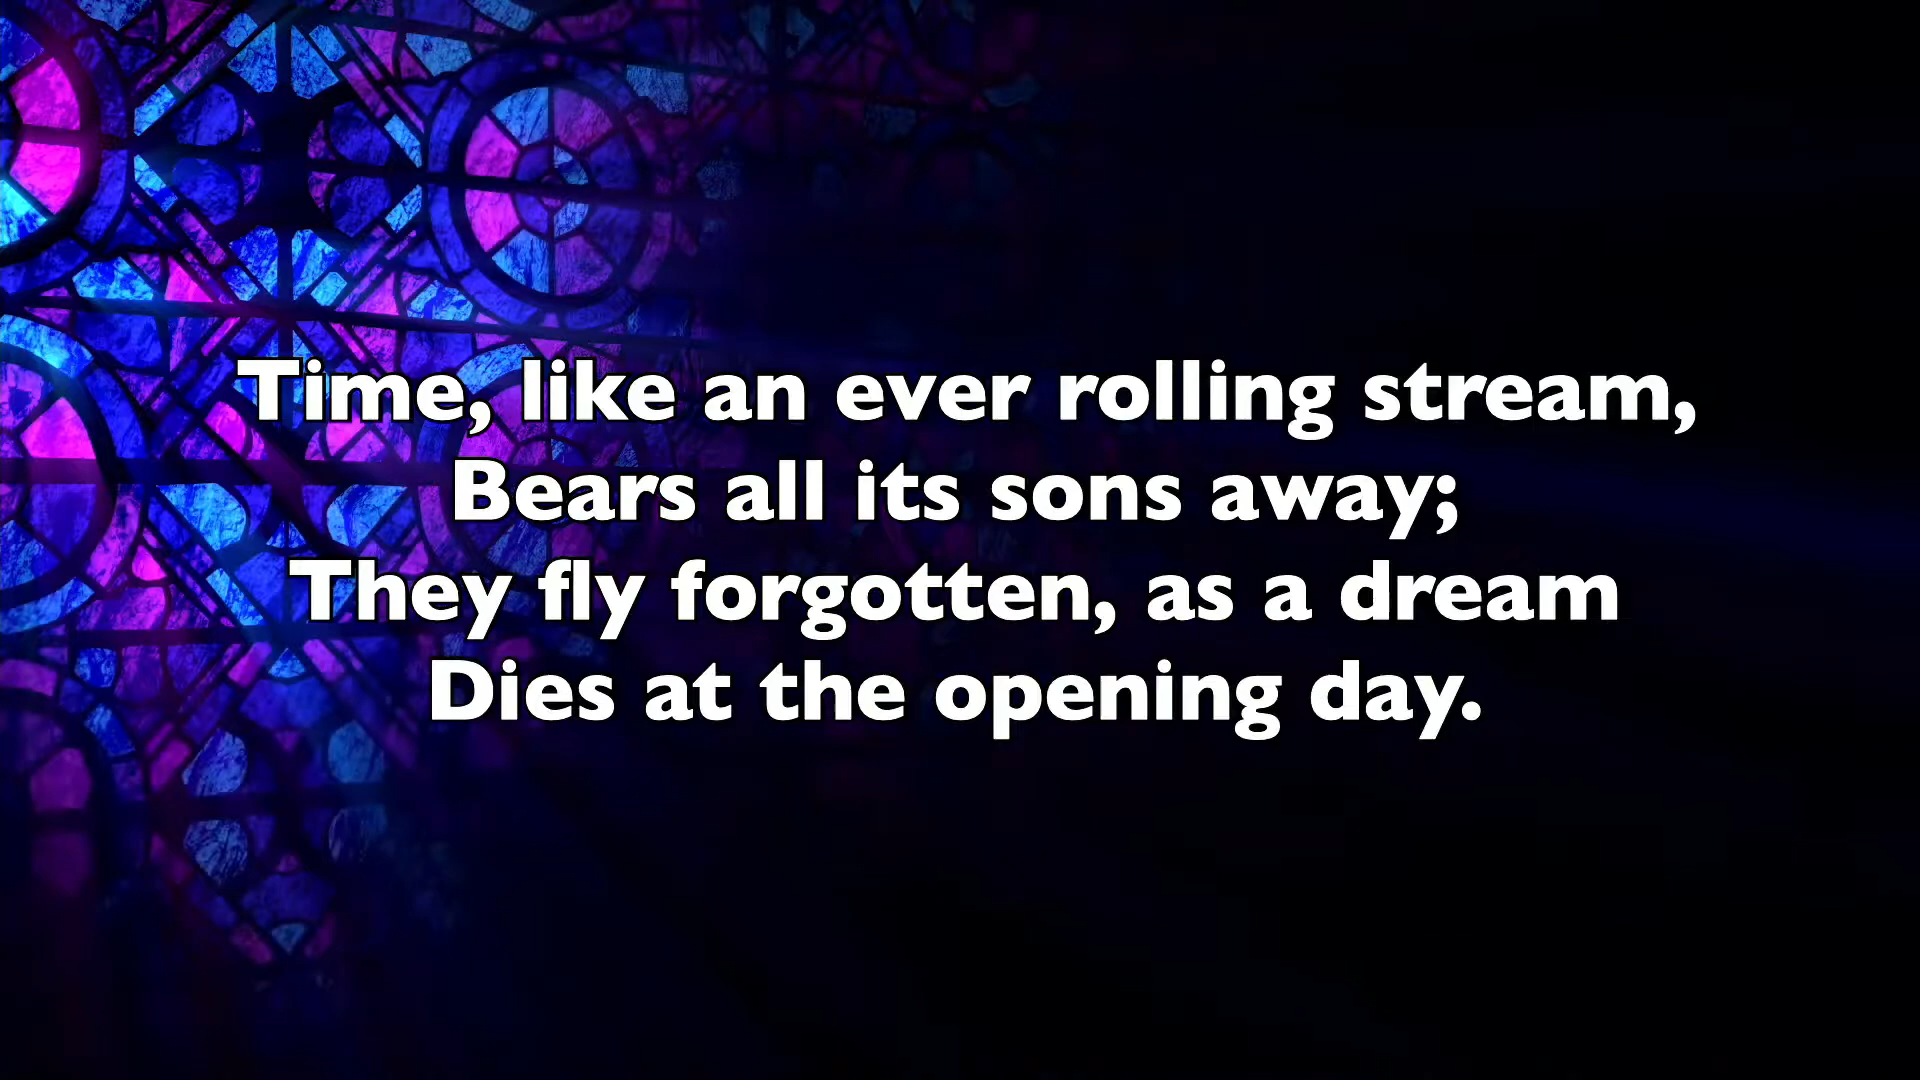 Time, like an ever rolling stream,
Bears all its sons away;
They fly forgotten, as a dream
Dies at the opening day.